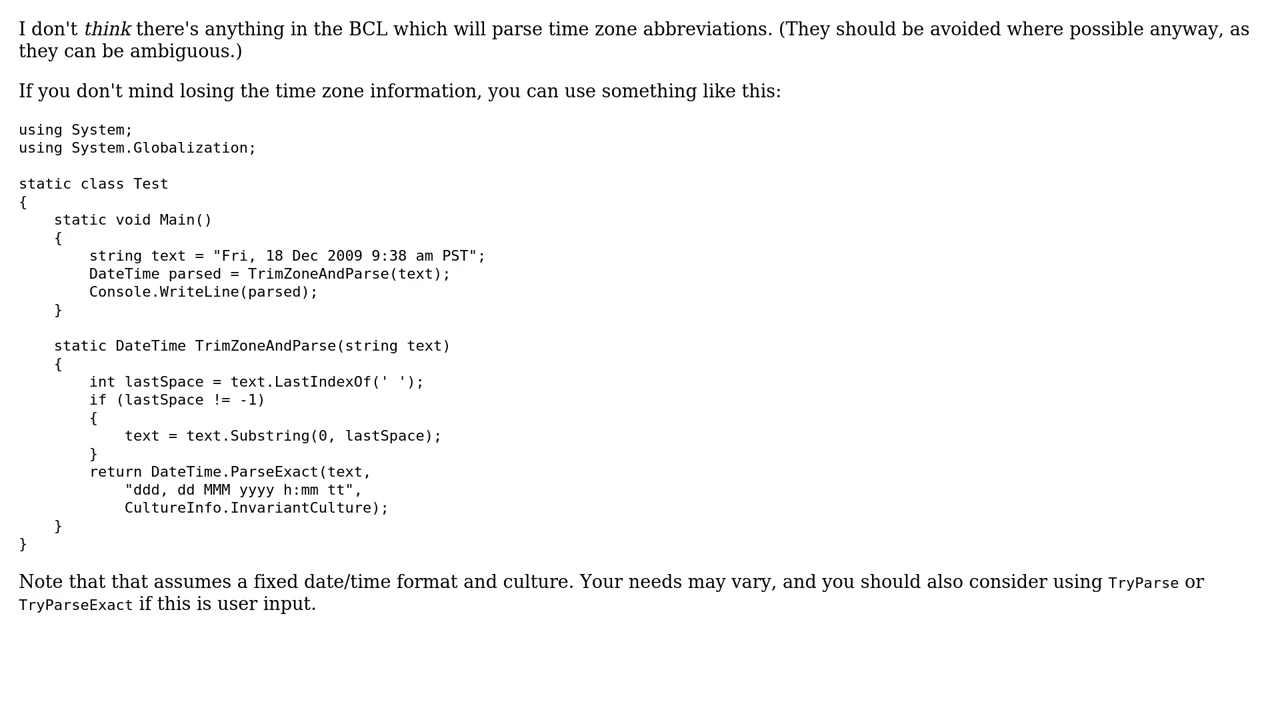 I don't think there's anything in the BCL which will parse time zone abbreviations. (They should be avoided where possible anyway, as
they can be ambiguous.)
If you don't mind losing the time zone information, you can use something like this:
using System;
using System.Globalization;
static class Test
{
    static void Main()
    {
        string text = "Fri, 18 Dec 2009 9:38 am PST";
        DateTime parsed = TrimZoneAndParse(text);
        Console.WriteLine(parsed);
    }
    static DateTime TrimZoneAndParse(string text)
    {
        int lastSpace = text.LastIndexOf(' ');
        if (lastSpace != -1)
        {
            text = text.Substring(0, lastSpace);
        }
        return DateTime.ParseExact(text,
            "ddd, dd MMM yyyy h:mm tt",
            CultureInfo.InvariantCulture);
    }
}
Note that that assumes a fixed date/time format and culture. Your needs may vary, and you should also consider using TryParse or
TryParseExact if this is user input.